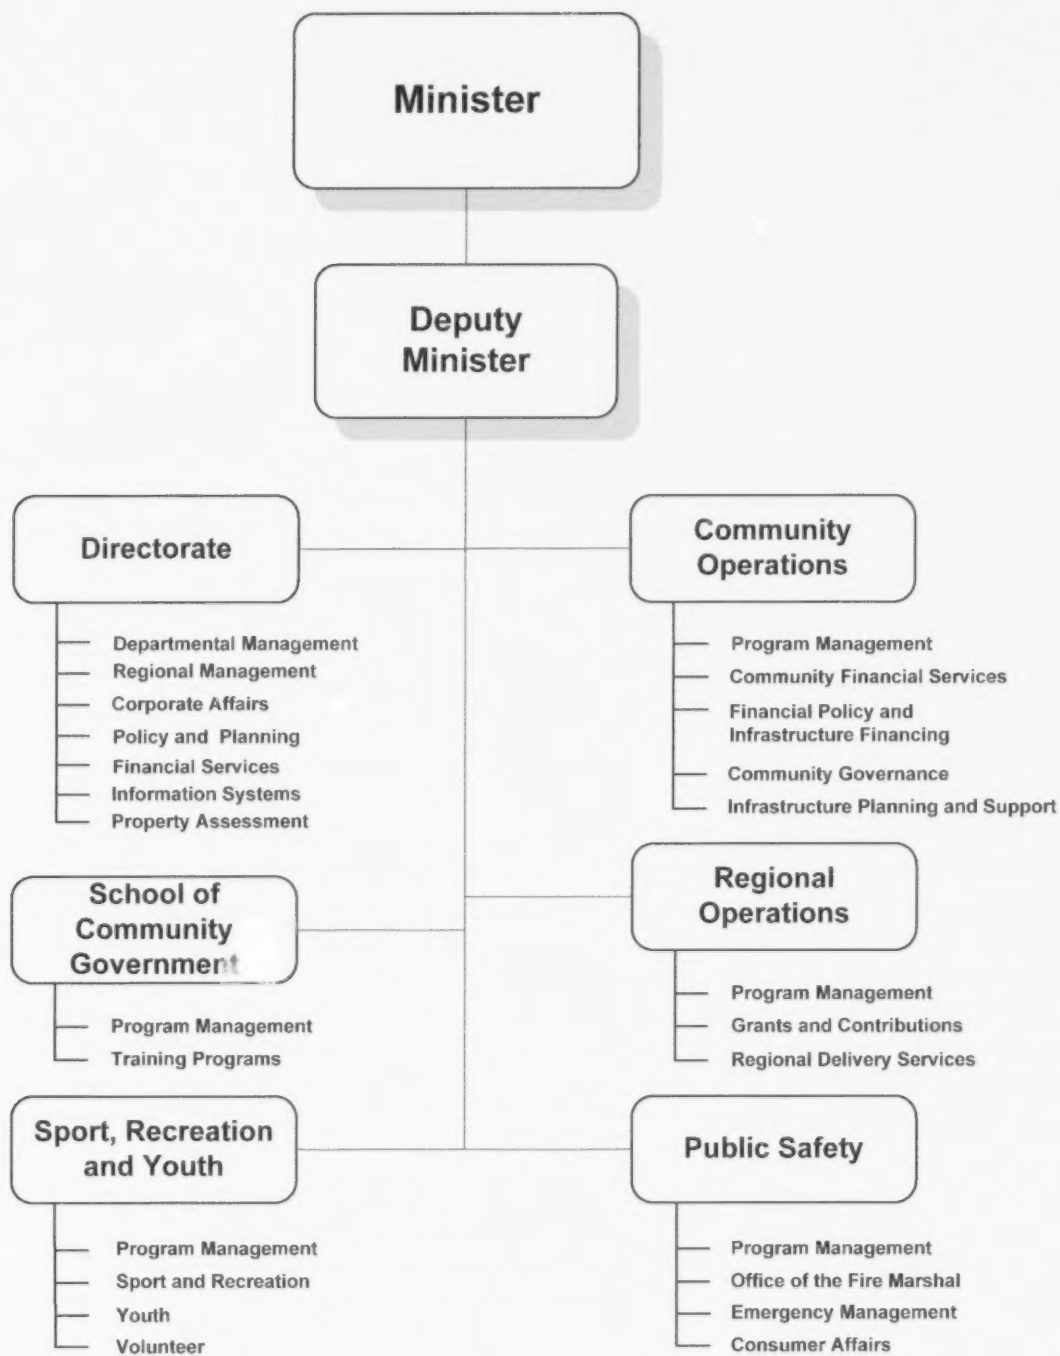 Minister
Deputy
Minister
Directorate
Departmental Management
Regional Management
Corporate Affairs
Policy and Planning
Financial Services
Information Systems
Property Assessment
Community
Operations
Program Management
Community Financial Services
Financial Policy and
Infrastructure Financing
Community Governance
Infrastructure Planning and Support
School of
Community
Government
Program Management
Training Programs
Regional
Operations
Program Management
Grants and Contributions
Regional Delivery Services
Sport, Recreation
and Youth
Program Management
Sport and Recreation
Youth
Volunteer
Public Safety
Program Management
Office of the Fire Marshal
Emergency Management
Consumer Affairs